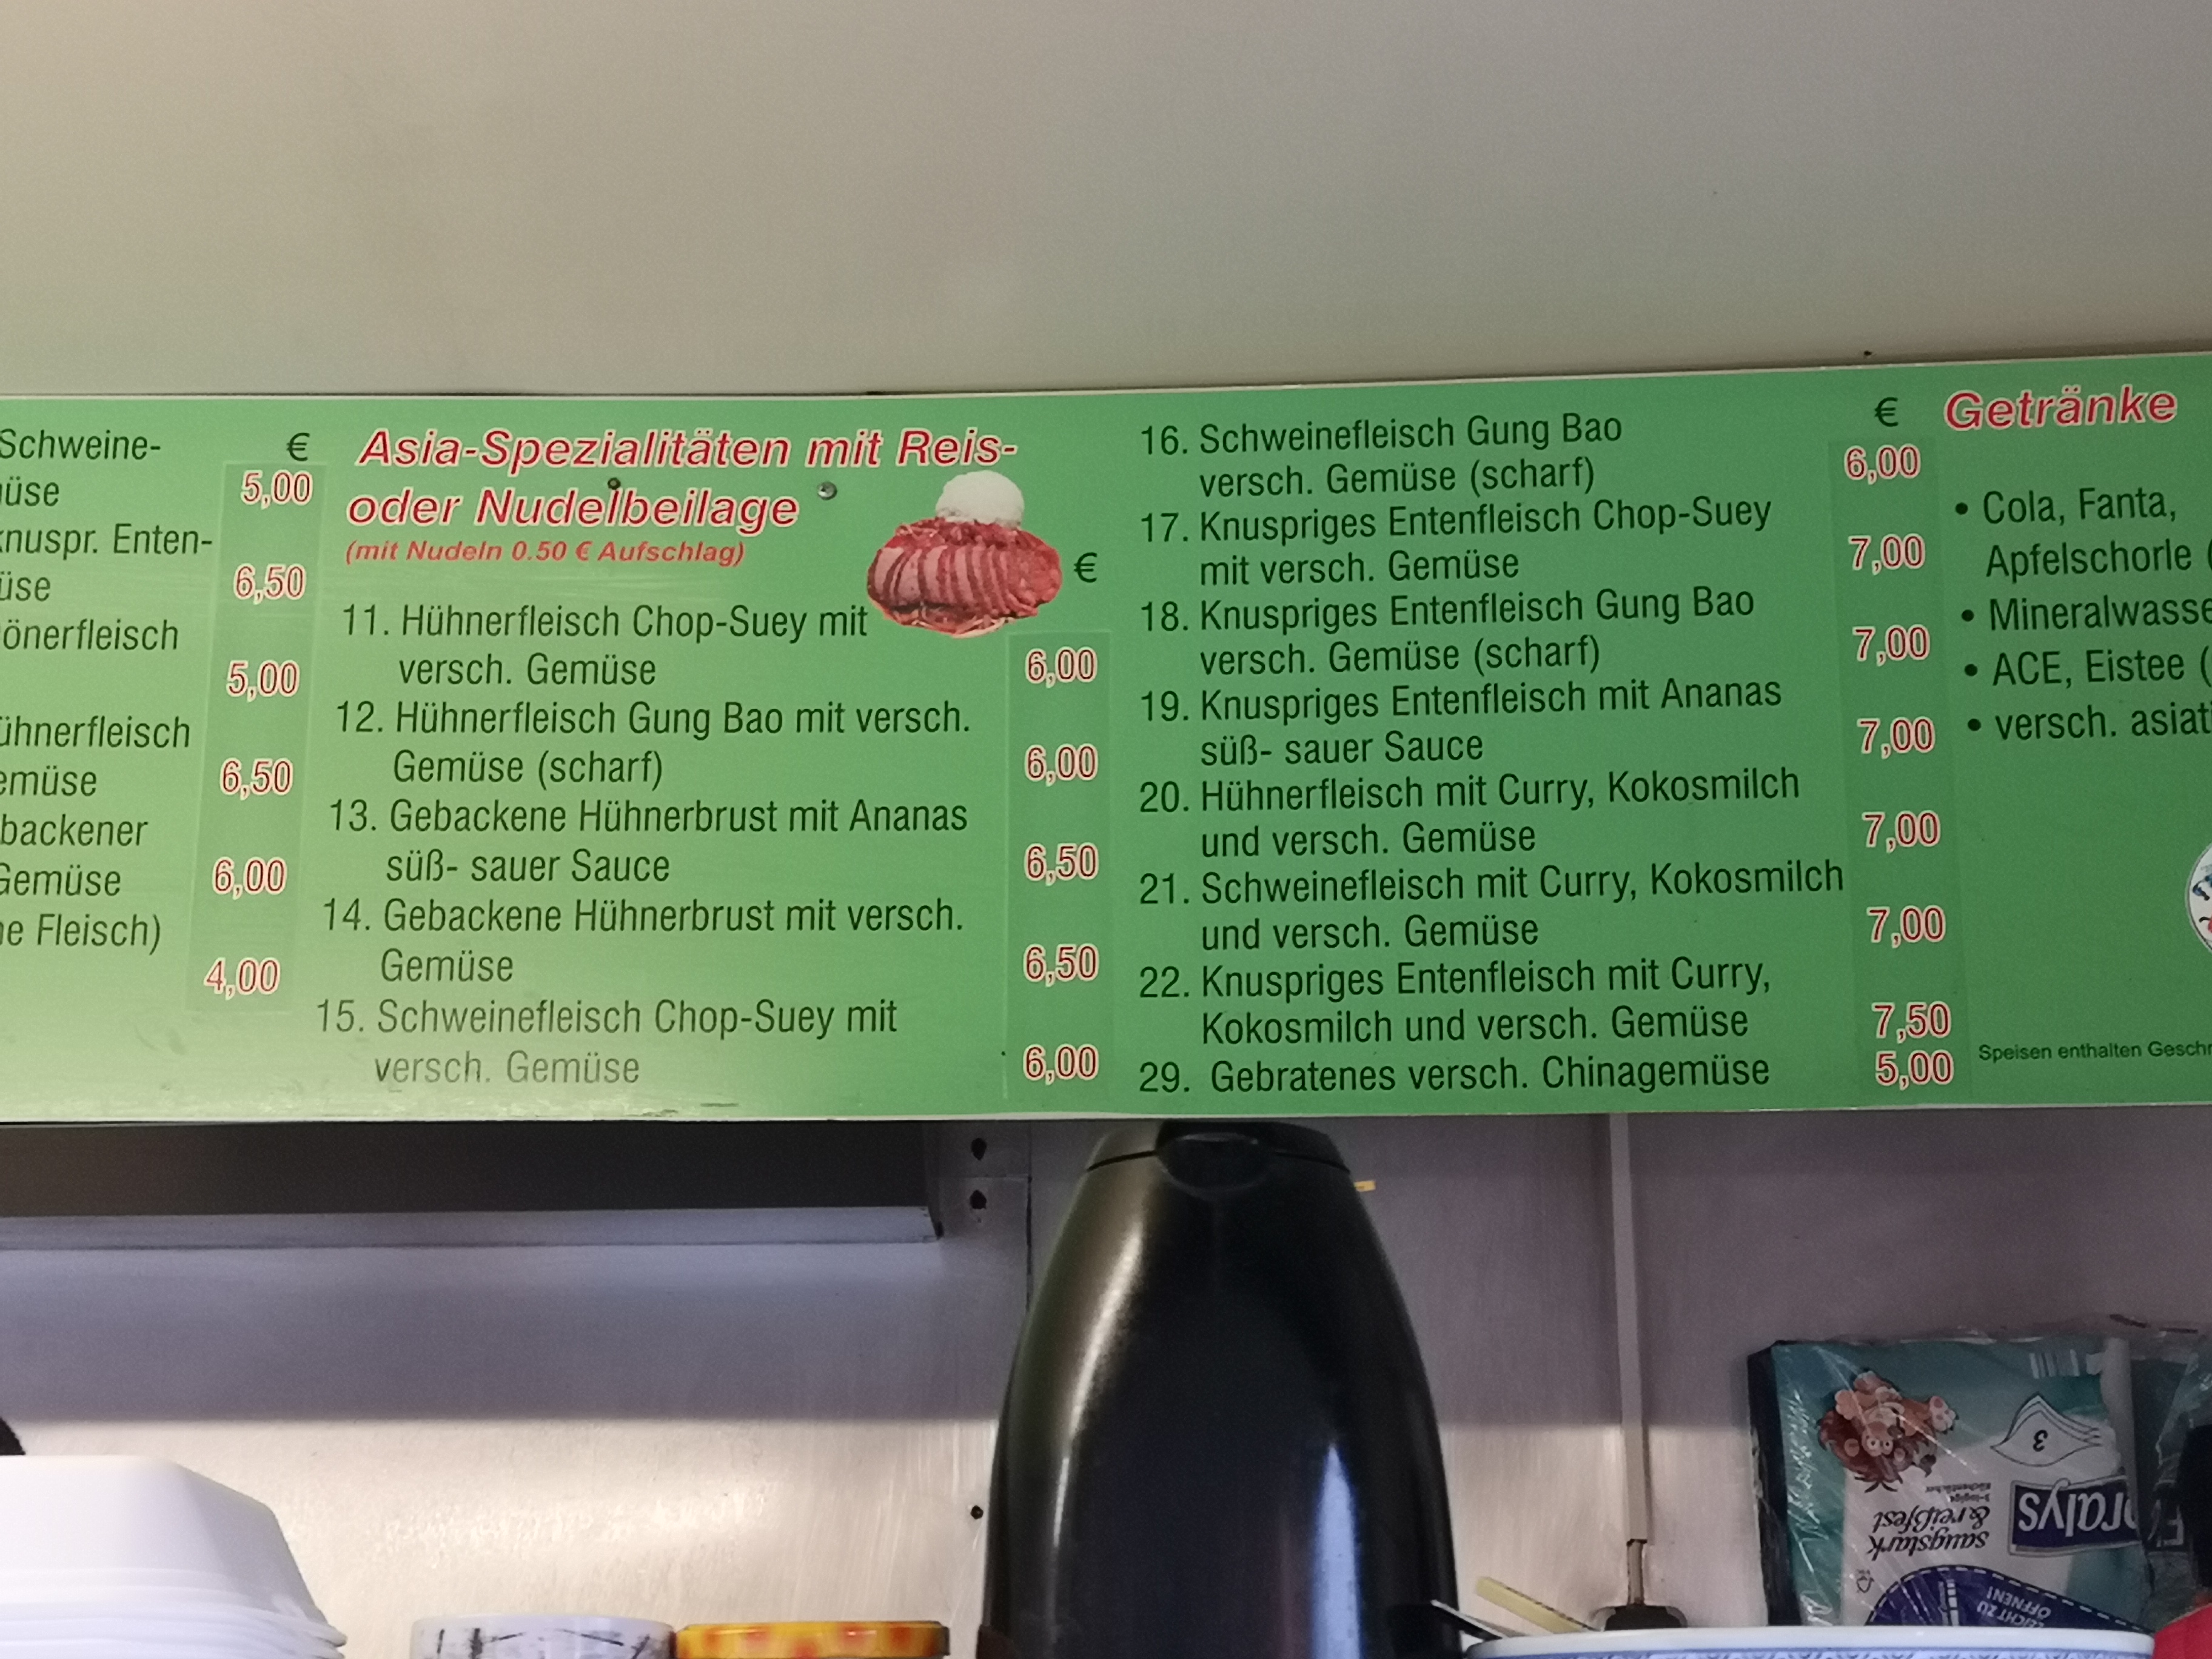 Schweine-
€
5,00
Enten-
6,50
5,00
6,50
Gemüse
6,00
Fleisch)
4,00
Asia-Spezialitäten mit Reis-
oder Nudelbeilage
(mit Nudeln 0.50 € Aufschlag)
€
11. Hühnerfleisch Chop-Suey mit
versch. Gemüse 6,00
12. Hühnerfleisch Gung Bao mit versch.
Gemüse (scharf) 6,00
13. Gebackene Hühnerbrust mit Ananas
süß- sauer Sauce 6,50
14. Gebackene Hühnerbrust mit versch.
Gemüse 6,50
15. Schweinefleisch Chop-Suey mit
versch. Gemüse 6,00
€
16. Schweinefleisch Gung Bao
versch. Gemüse (scharf) 6,00
17. Knuspriges Entenfleisch Chop-Suey
mit versch. Gemüse 7,00
18. Knuspriges Entenfleisch Gung Bao
versch. Gemüse (scharf) 7,00
19. Knuspriges Entenfleisch mit Ananas
süß- sauer Sauce 7,00
20. Hühnerfleisch mit Curry, Kokosmilch
und versch. Gemüse 7,00
21. Schweinefleisch mit Curry, Kokosmilch
und versch. Gemüse 7,00
22. Knuspriges Entenfleisch mit Curry,
Kokosmilch und versch. Gemüse 7,50
29. Gebratenes versch. Chinagemüse 5,00
Getränke
• Cola, Fanta,
Apfelschorle (
• Mineralwasse
• ACE, Eistee (
• versch. asiati
Speisen enthalten Geschm
3
saugstark
& reißfest
LEICHT ZU
ÖFFNEN!